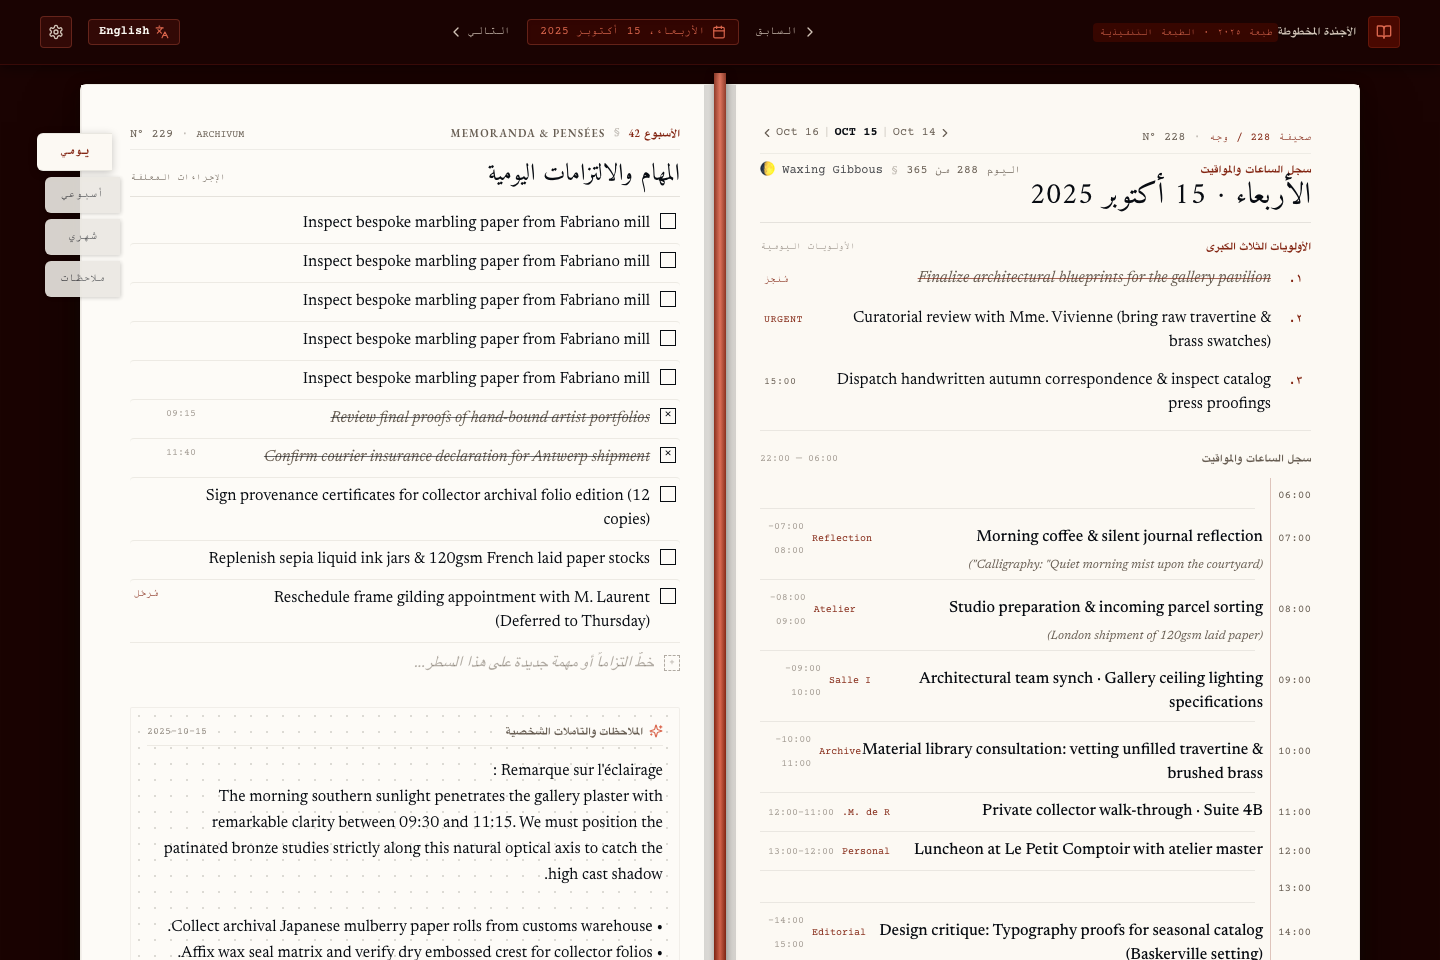 الأجندة المخطوطة
طبعة ٢٠٢٥ · الطبعة التنفيذية
السابق
الأربعاء، 15 أكتوبر 2025
التالي
English
صحيفة 228 / وجه · N° 228
Oct 14 | OCT 15 | Oct 16
سجل الساعات والمواقيت
اليوم 288 من 365 § Waxing Gibbous
الأربعاء · 15 أكتوبر 2025
الأولويات الثلاث الكبرى
الأولويات اليومية
١. Finalize architectural blueprints for the gallery pavilion
مُنجز
٢. Curatorial review with Mme. Vivienne (bring raw travertine &
brass swatches)
URGENT
٣. Dispatch handwritten autumn correspondence & inspect catalog
press proofings
15:00
سجل الساعات والمواقيت
06:00 — 22:00
06:00
07:00 Morning coffee & silent journal reflection
Reflection
07:00–
08:00
(Calligraphy: "Quiet morning mist upon the courtyard")
08:00 Studio preparation & incoming parcel sorting
Atelier
08:00–
09:00
(London shipment of 120gsm laid paper)
09:00 Architectural team synch · Gallery ceiling lighting
specifications
Salle I
09:00–
10:00
10:00 Material library consultation: vetting unfilled travertine &
brushed brass
Archive
10:00–
11:00
11:00 Private collector walk-through · Suite 4B
M. de R. 11:00–12:00
12:00 Luncheon at Le Petit Comptoir with atelier master
Personal 12:00–13:00
13:00
14:00 Design critique: Typography proofs for seasonal catalog
(Baskerville setting)
Editorial
14:00–
15:00
الأسبوع 42 § MEMORANDA & PENSÉES
N° 229 · ARCHIVUM
المهام والالتزامات اليومية
الإجراءات المعلقة
Inspect bespoke marbling paper from Fabriano mill
Inspect bespoke marbling paper from Fabriano mill
Inspect bespoke marbling paper from Fabriano mill
Inspect bespoke marbling paper from Fabriano mill
Inspect bespoke marbling paper from Fabriano mill
Review final proofs of hand-bound artist portfolios
09:15
Confirm courier insurance declaration for Antwerp shipment
11:40
Sign provenance certificates for collector archival folio edition (12
copies)
Replenish sepia liquid ink jars & 120gsm French laid paper stocks
Reschedule frame gilding appointment with M. Laurent
(Deferred to Thursday)
مُرحّل
خطّ التزاماً أو مهمة جديدة على هذا السطر...
الملاحظات والتأملات الشخصية
2025-10-15
Remarque sur l'éclairage :
The morning southern sunlight penetrates the gallery plaster with
remarkable clarity between 09:30 and 11:15. We must position the
patinated bronze studies strictly along this natural optical axis to catch the
high cast shadow.
• Collect archival Japanese mulberry paper rolls from customs warehouse.
• Affix wax seal matrix and verify dry embossed crest for collector folios.
يومي
أسبوعي
شهري
ملاحظات